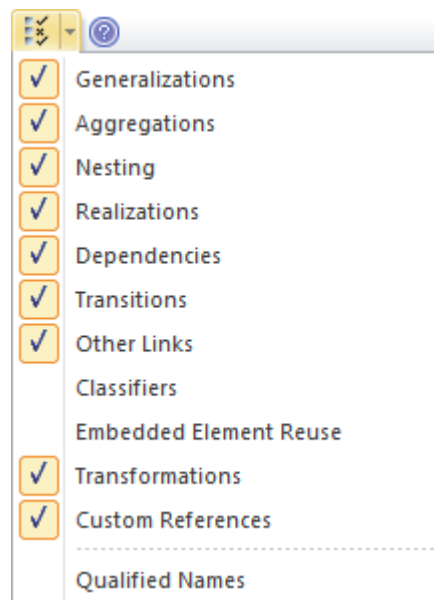 Generalizations
Aggregations
Nesting
Realizations
Dependencies
Transitions
Other Links
Classifiers
Embedded Element Reuse
Transformations
Custom References
Qualified Names